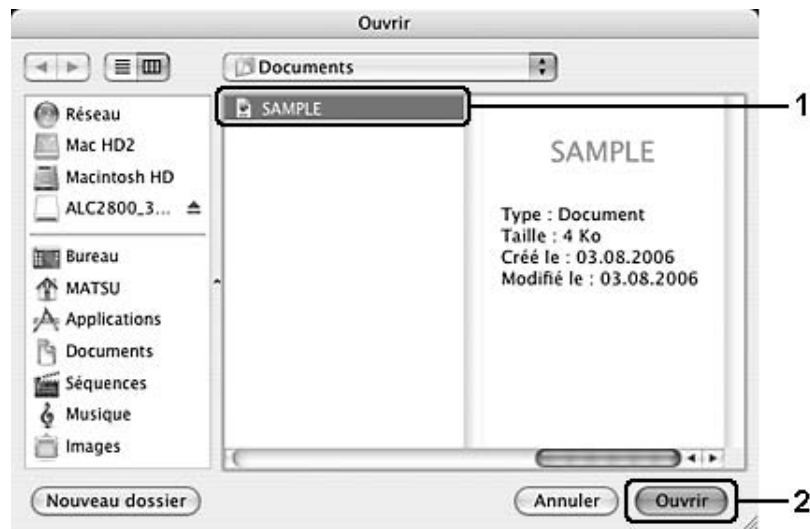 Ouvrir
Documents
Réseau
Mac HD2
Macintosh HD
ALC2800_3...
Bureau
MATSU
Applications
Documents
Séquences
Musique
Images
SAMPLE
1
SAMPLE
Type : Document
Taille : 4 Ko
Créé le : 03.08.2006
Modifié le : 03.08.2006
Nouveau dossier
Annuler
Ouvrir
2